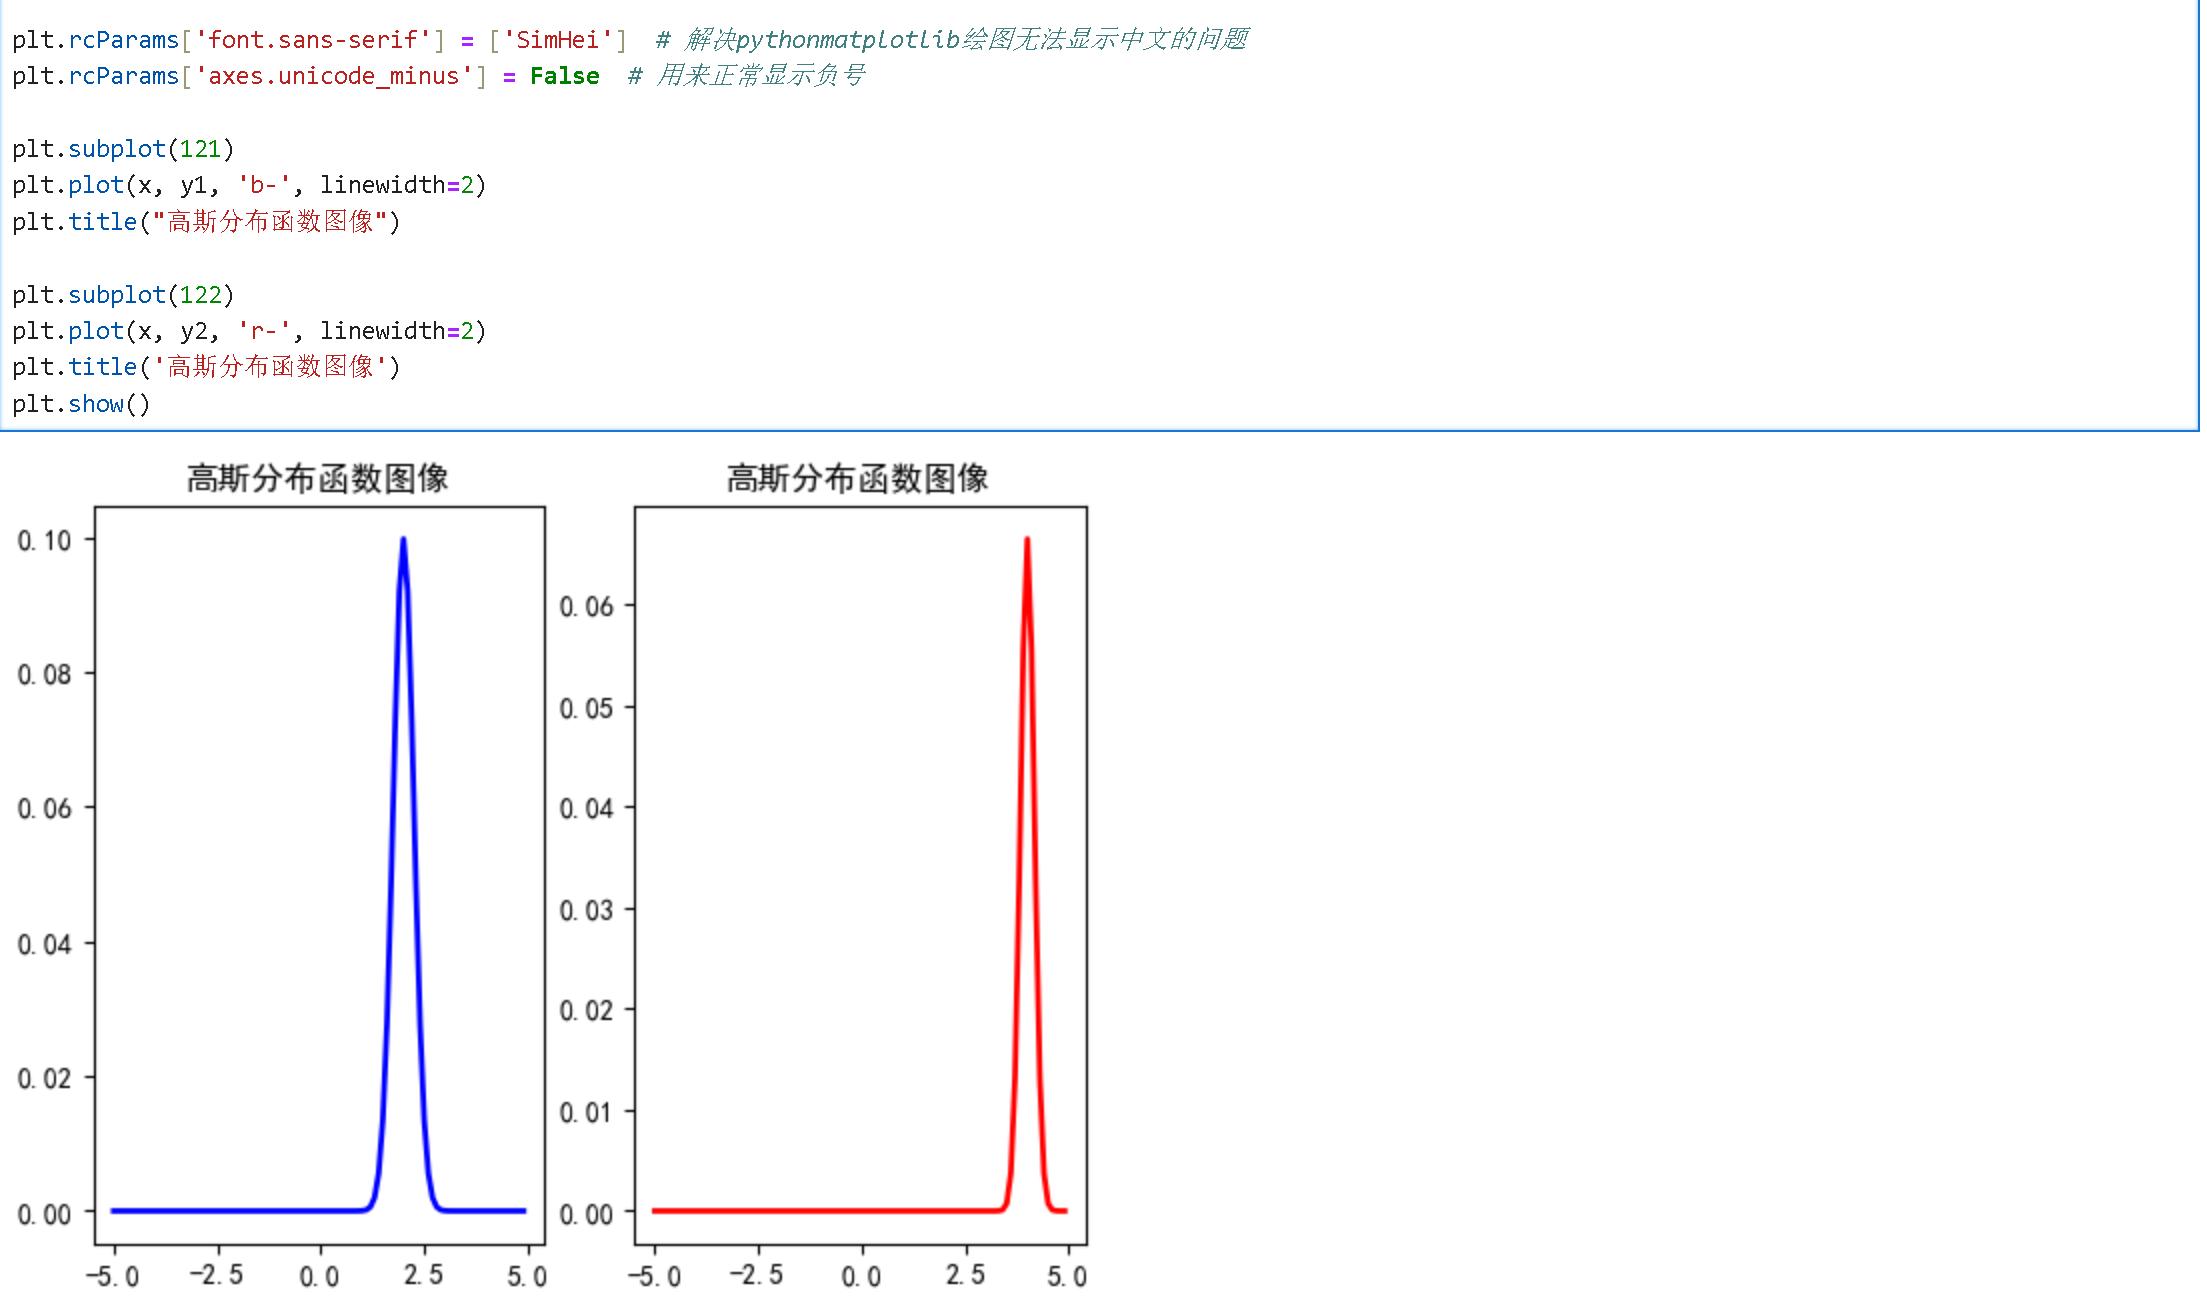 plt.rcParams['font.sans-serif'] = ['SimHei']  # 解决pythonmatplotlib绘图无法显示中文的问题
plt.rcParams['axes.unicode_minus'] = False  # 用来正常显示负号
plt.subplot(121)
plt.plot(x, y1, 'b-', linewidth=2)
plt.title("高斯分布函数图像")
plt.subplot(122)
plt.plot(x, y2, 'r-', linewidth=2)
plt.title('高斯分布函数图像')
plt.show()
高斯分布函数图像
0.10
0.08
0.06
0.04
0.02
0.00
−5.0 −2.5 0.0 2.5 5.0
高斯分布函数图像
0.06
0.05
0.04
0.03
0.02
0.01
0.00
−5.0 −2.5 0.0 2.5 5.0